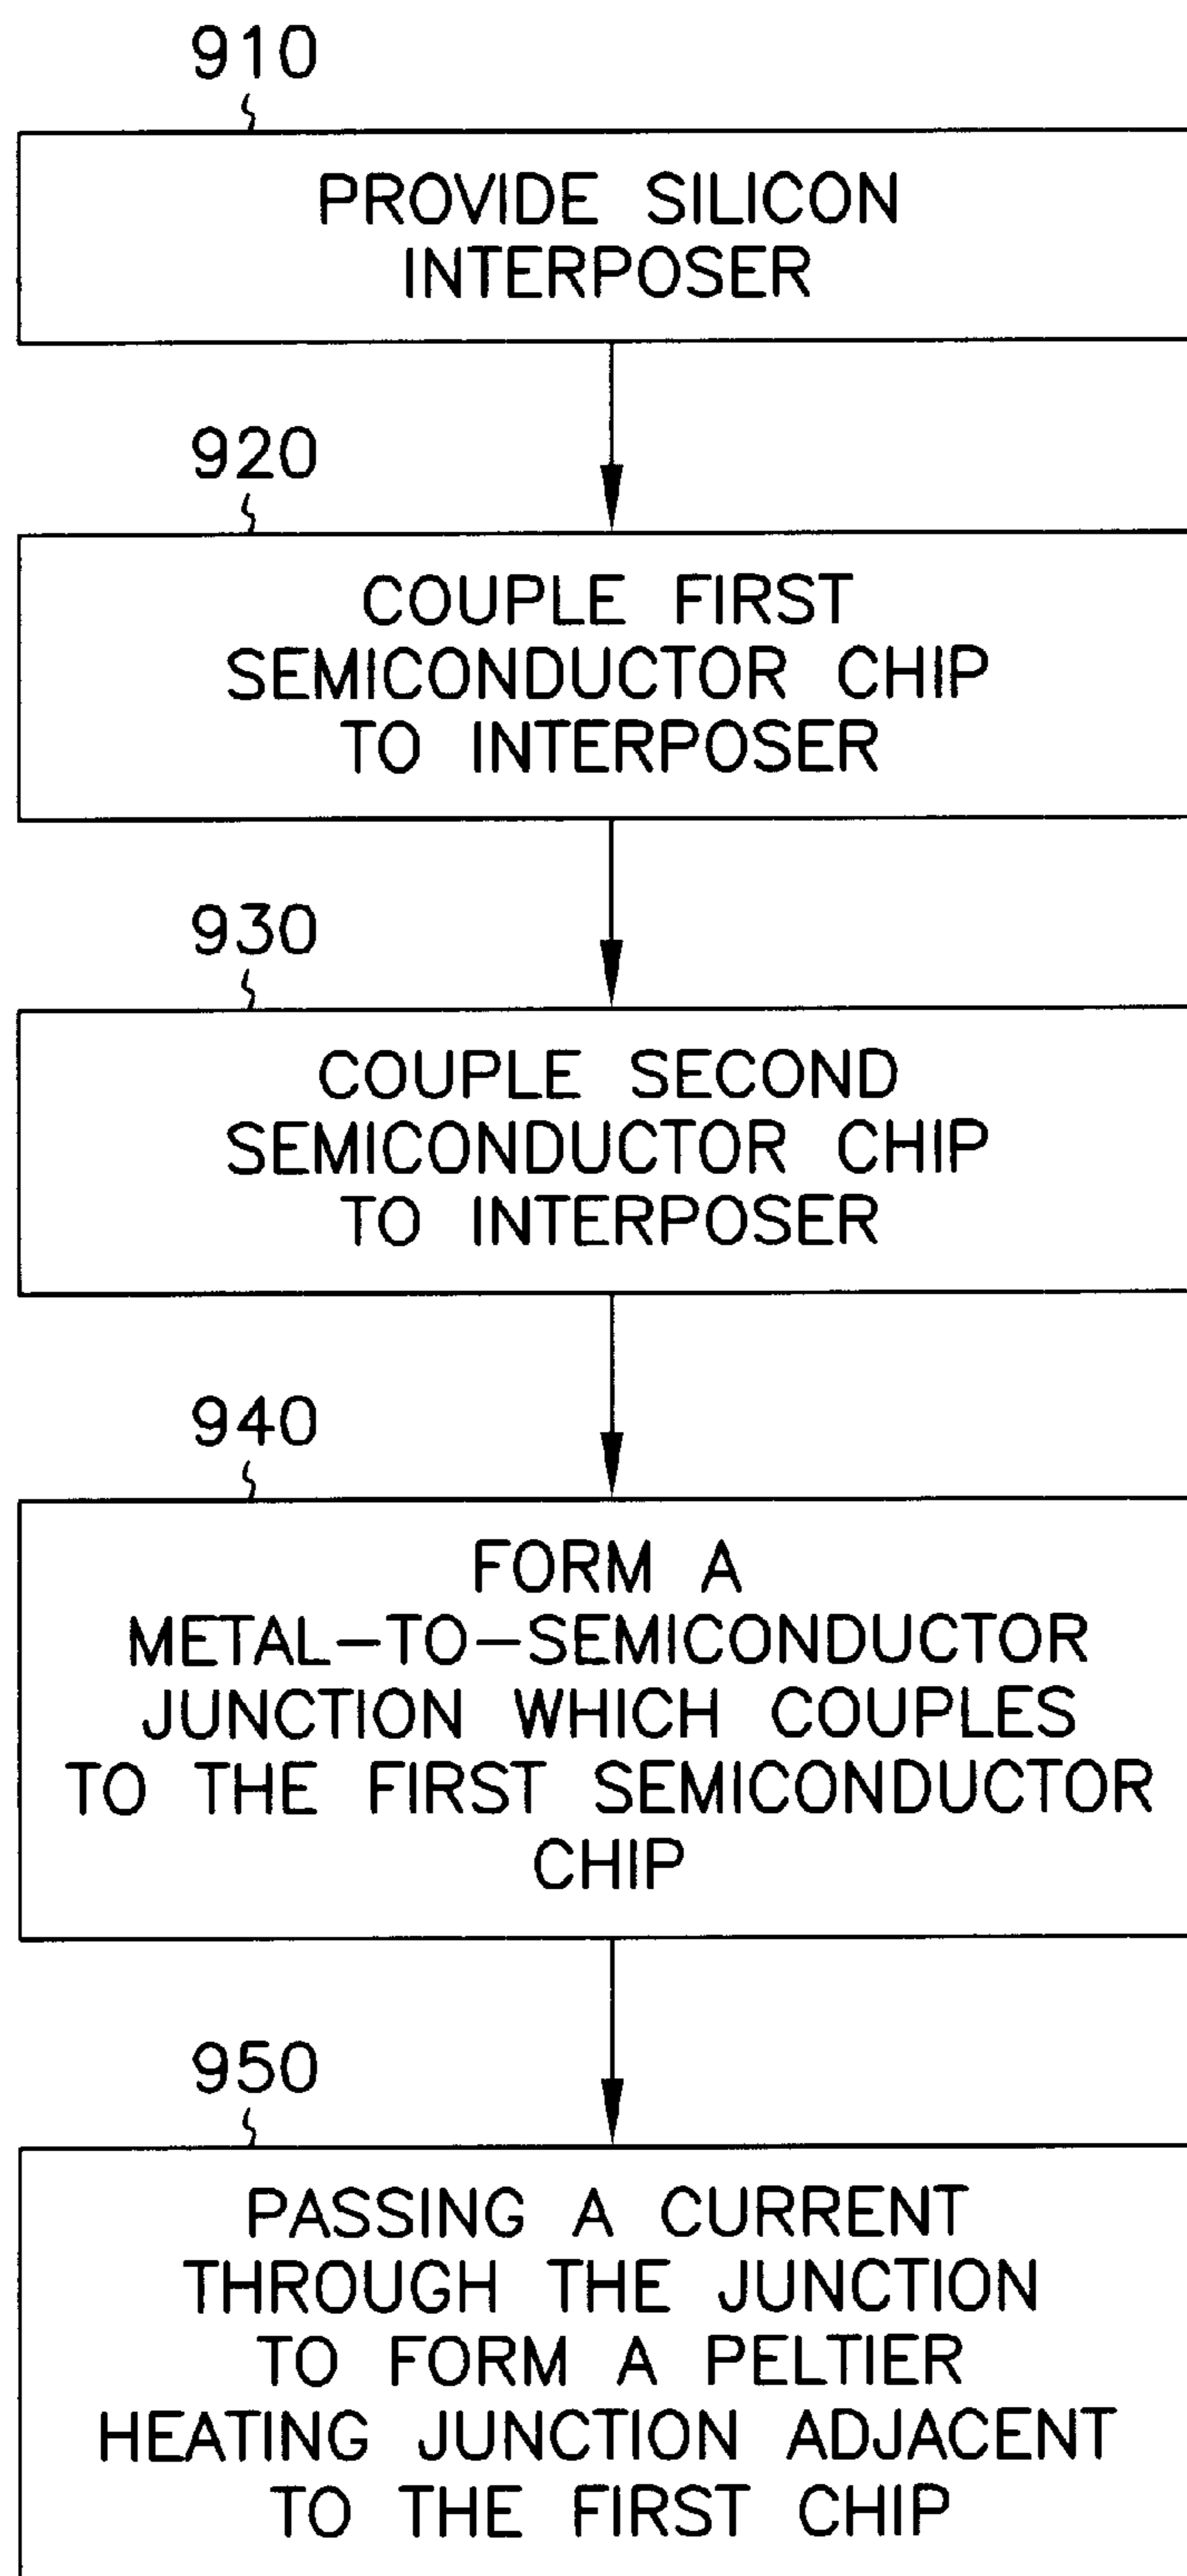 910
PROVIDE SILICON
INTERPOSER
920
COUPLE FIRST
SEMICONDUCTOR CHIP
TO INTERPOSER
930
COUPLE SECOND
SEMICONDUCTOR CHIP
TO INTERPOSER
940
FORM A
METAL-TO-SEMICONDUCTOR
JUNCTION WHICH COUPLES
TO THE FIRST SEMICONDUCTOR
CHIP
950
PASSING A CURRENT
THROUGH THE JUNCTION
TO FORM A PELTIER
HEATING JUNCTION ADJACENT
TO THE FIRST CHIP